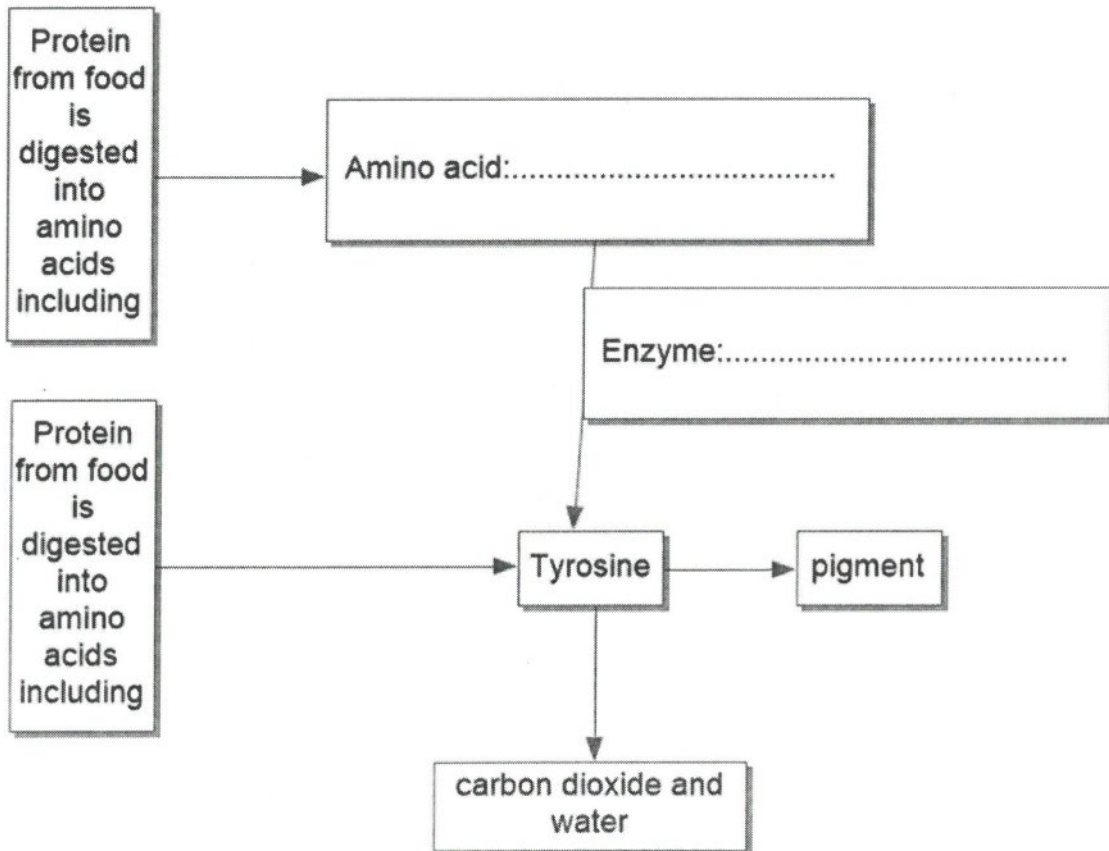 Protein
from food
is
digested
into
amino
acids
including
Amino acid:.....................................
Enzyme:.......................................
Protein
from food
is
digested
into
amino
acids
including
Tyrosine
pigment
carbon dioxide and
water